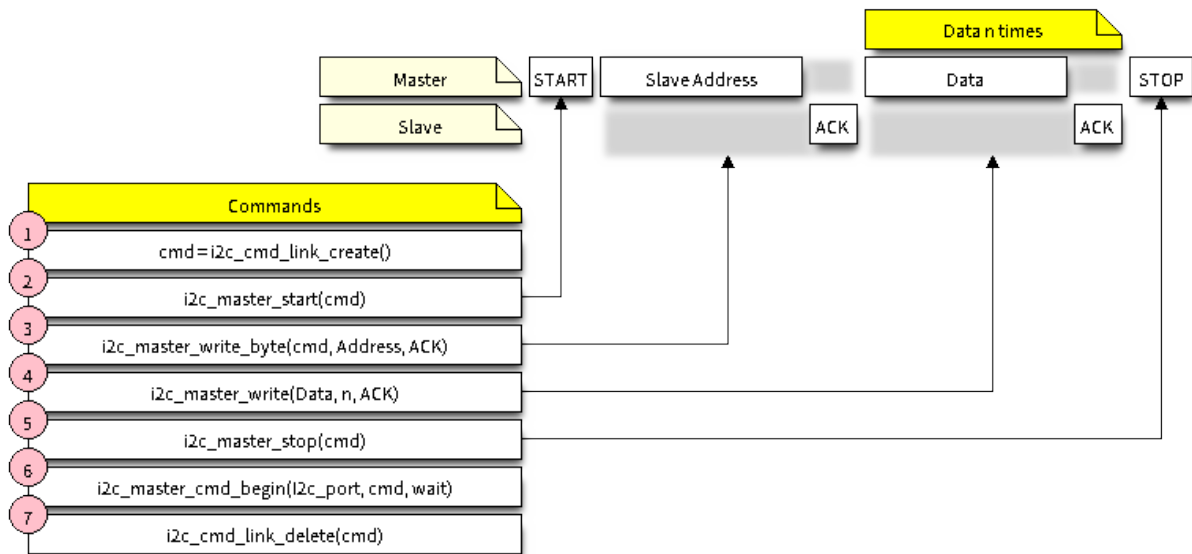 Data n times
Master START Slave Address Data STOP
Slave ACK ACK
Commands
1
cmd=i2c_cmd_link_create()
2
i2c_master_start(cmd)
3
i2c_master_write_byte(cmd, Address, ACK)
4
i2c_master_write(Data, n, ACK)
5
i2c_master_stop(cmd)
6
i2c_master_cmd_begin(I2c_port, cmd, wait)
7
i2c_cmd_link_delete(cmd)